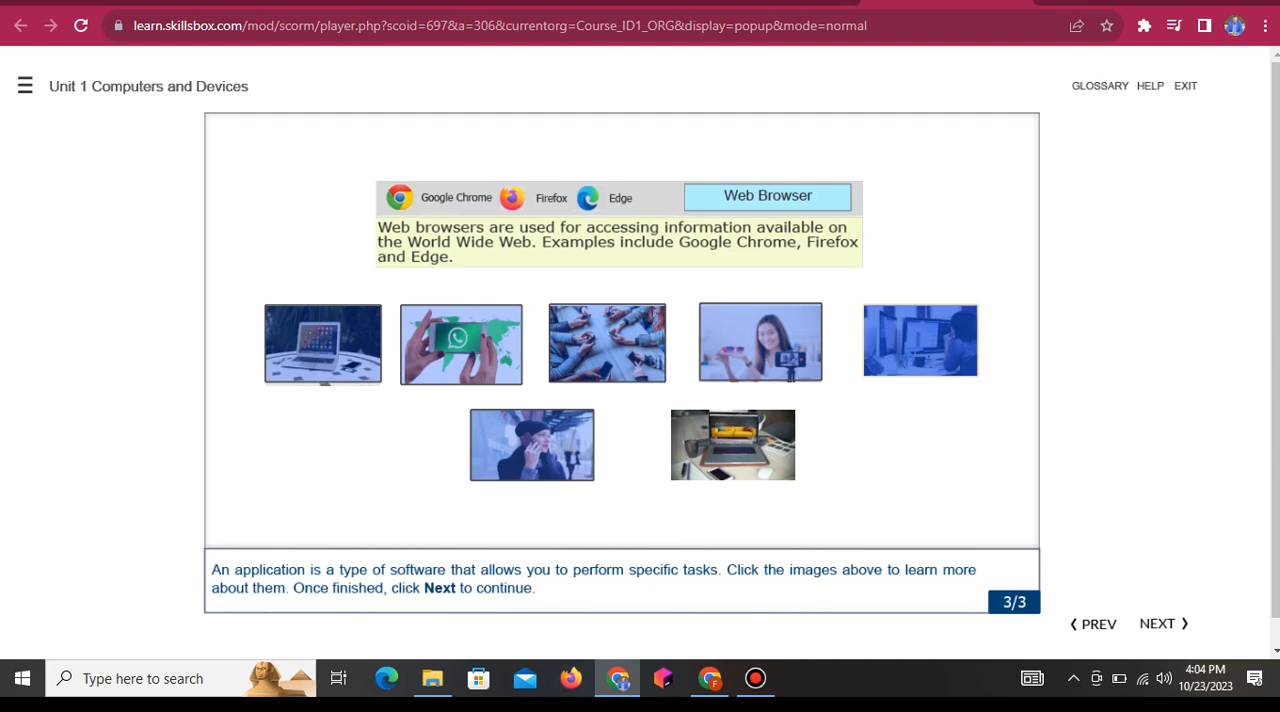 learn.skillsbox.com/mod/scorm/player.php?scoid=697&a=306&currentorg=Course_ID1_ORG&display=popup&mode=normal
Unit 1 Computers and Devices
GLOSSARY HELP EXIT
Google Chrome Firefox Edge Web Browser
Web browsers are used for accessing information available on
the World Wide Web. Examples include Google Chrome, Firefox
and Edge.
An application is a type of software that allows you to perform specific tasks. Click the images above to learn more
about them. Once finished, click Next to continue.
3/3
❮ PREV NEXT ❯
Type here to search
4:04 PM
10/23/2023